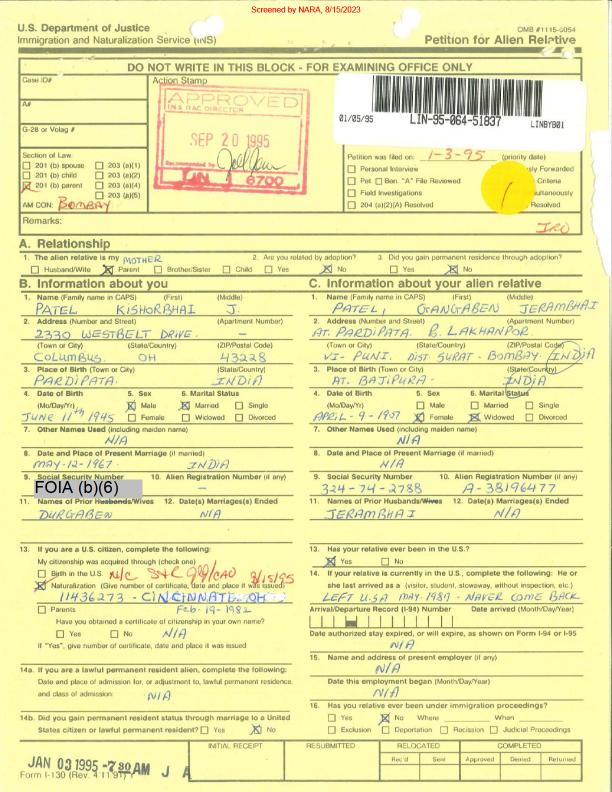 Screened by NARA, 8/15/2023
U.S. Department of Justice
Immigration and Naturalization Service (INS)
OMB #1115-0054
Petition for Alien Relative
DO NOT WRITE IN THIS BLOCK - FOR EXAMINING OFFICE ONLY
Case ID#
Action Stamp
A#
G-28 or Volag #
APPROVED
SEP 20 1995
6700
01/05/95
LIN-95-064-51837
LINBYB01
Section of Law:
201 (b) spouse
203 (a)(1)
201 (b) child
203 (a)(2)
201 (b) parent
203 (a)(4)
203 (a)(5)
AM CON: BOMBAY
Petition was filed on: 1-3-95 (priority date)
Personal Interview
Pet. Ben. "A" File Reviewed
Field Investigations
204 (a)(2)(A) Resolved
Forwarded
Criteria
Resolved
Remarks:
A. Relationship
1. The alien relative is my MOTHER
Husband/Wife
Parent
Brother/Sister
Child
2. Are you related by adoption?
Yes
No
3. Did you gain permanent residence through adoption?
Yes
No
B. Information about you
1. Name (Family name in CAPS) (First) (Middle)
PATEL KISHORBHAI J.
2. Address (Number and Street) (Apartment Number)
2330 WESTBELT DRIVE. –
(Town or City) (State/Country) (ZIP/Postal Code)
COLUMBUS. OH 43228
3. Place of Birth (Town or City) (State/Country)
PARDIPATA. INDIA
4. Date of Birth (Mo/Day/Yr)
JUNE 11th 1945
5. Sex
Male
Female
6. Marital Status
Married
Single
Widowed
Divorced
7. Other Names Used (including maiden name)
N/A
8. Date and Place of Present Marriage (if married)
MAY-12-1967. INDIA
9. Social Security Number
FOIA (b)(6)
10. Alien Registration Number (if any)
–
11. Names of Prior Husbands/Wives
DURGABEN
12. Date(s) Marriages(s) Ended
N/A
13. If you are a U.S. citizen, complete the following:
My citizenship was acquired through (check one)
Birth in the U.S.
N/C
8/15/95
Naturalization (Give number of certificate, date and place it was issued)
11436273 - CINCINNATI. OH
Feb-19-1982
Parents
Have you obtained a certificate of citizenship in your own name?
Yes
No
N/A
If "Yes", give number of certificate, date and place it was issued
14a. If you are a lawful permanent resident alien, complete the following:
Date and place of admission for, or adjustment to, lawful permanent residence,
and class of admission:
N/A
14b. Did you gain permanent resident status through marriage to a United
States citizen or lawful permanent resident?
Yes
No
C. Information about your alien relative
1. Name (Family name in CAPS) (First) (Middle)
PATEL, GANGABEN JERAMBHAI
2. Address (Number and Street) (Apartment Number)
AT. PARDIPATA. P. LAKHANPOR.
(Town or City) (State/Country) (ZIP/Postal Code)
VI- PUNI. DIST. SURAT - BOMBAY. INDIA
3. Place of Birth (Town or City) (State/Country)
AT. BAJIPURA- INDIA
4. Date of Birth (Mo/Day/Yr)
APRIL-9-1907
5. Sex
Male
Female
6. Marital Status
Married
Single
Widowed
Divorced
7. Other Names Used (including maiden name)
N/A
8. Date and Place of Present Marriage (if married)
N/A
9. Social Security Number
324-74-2788
10. Alien Registration Number (if any)
A-38196477
11. Names of Prior Husbands/Wives
JERAMBHAI
12. Date(s) Marriages(s) Ended
N/A
13. Has your relative ever been in the U.S.?
Yes
No
14. If your relative is currently in the U.S., complete the following: He or
she last arrived as a (visitor, student, stowaway, without inspection, etc.)
LEFT U.S.A MAY-1989 - NAVER COME BACK
Arrival/Departure Record (I-94) Number
Date arrived (Month/Day/Year)
Date authorized stay expired, or will expire, as shown on Form I-94 or I-95
N/A
15. Name and address of present employer (if any)
N/A
Date this employment began (Month/Day/Year)
N/A
16. Has your relative ever been under immigration proceedings?
Yes
No
Where
When
Exclusion
Deportation
Recission
Judicial Proceedings
INITIAL RECEIPT
RESUBMITTED
RELOCATED
COMPLETED
Rec'd
Sent
Approved
Denied
Returned
JAN 03 1995 -7 30 AM
Form I-130 (Rev. 4/11/91) Y